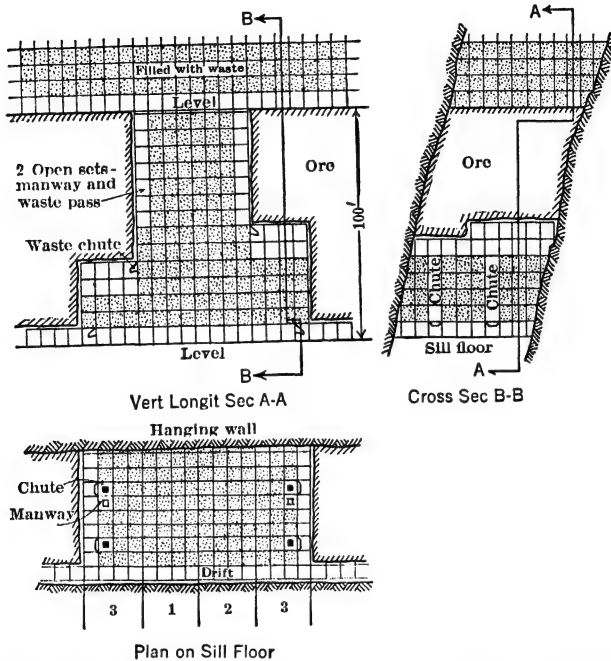 B
Filled with waste
Level
2 Open sets-
manway and
waste pass
Ore
Waste chute
100'
Level
B
Vert Longit Sec A-A
A
Ore
Chute
Chute
Sill floor
A
Cross Sec B-B
Hanging wall
Chute
Manway
Drift
3 1 2 3
Plan on Sill Floor